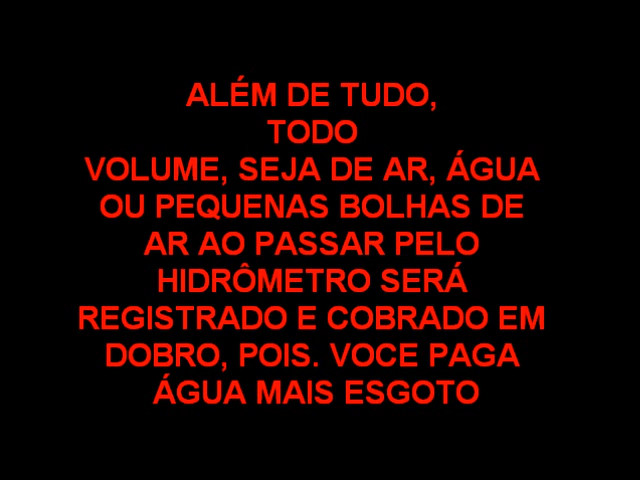 ALÉM DE TUDO,
TODO
VOLUME, SEJA DE AR, ÁGUA
OU PEQUENAS BOLHAS DE
AR AO PASSAR PELO
HIDRÔMETRO SERÁ
REGISTRADO E COBRADO EM
DOBRO, POIS. VOCE PAGA
ÁGUA MAIS ESGOTO